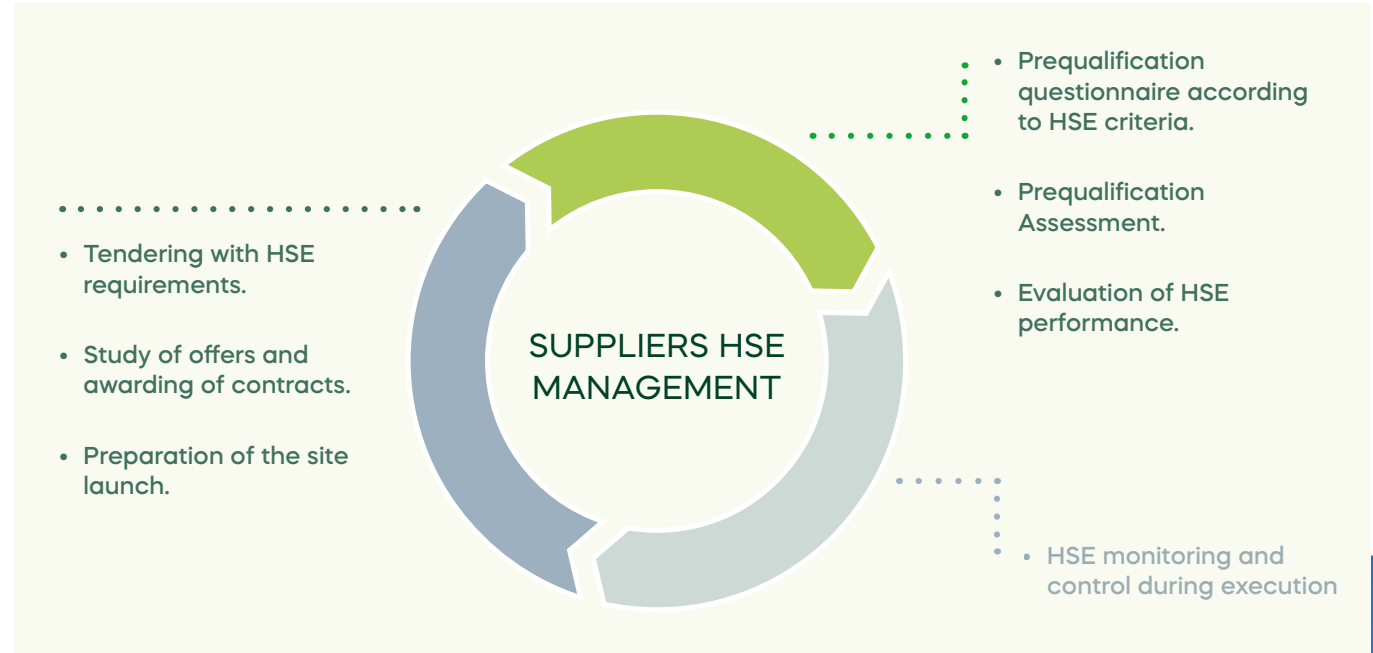 • Prequalification
questionnaire according
to HSE criteria.
• Prequalification
Assessment.
• Evaluation of HSE
performance.
• Tendering with HSE
requirements.
• Study of offers and
awarding of contracts.
• Preparation of the site
launch.
SUPPLIERS HSE
MANAGEMENT
• HSE monitoring and
control during execution